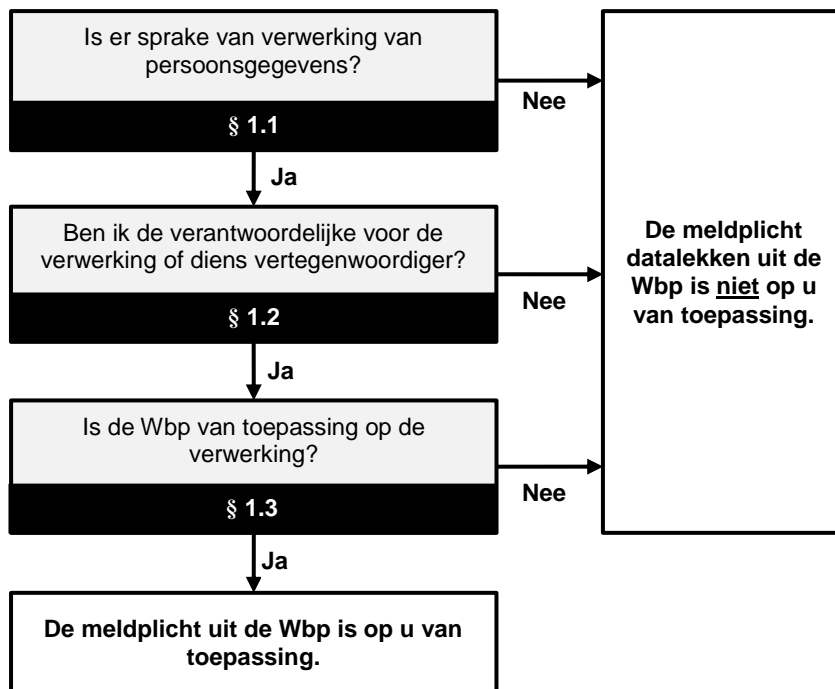 Is er sprake van verwerking van
persoonsgegevens?
§ 1.1
Nee
Ja
Ben ik de verantwoordelijke voor de
verwerking of diens vertegenwoordiger?
§ 1.2
Nee
Ja
Is de Wbp van toepassing op de
verwerking?
§ 1.3
Nee
Ja
De meldplicht uit de Wbp is op u van
toepassing.
De meldplicht
datalekken uit de
Wbp is niet op u
van toepassing.